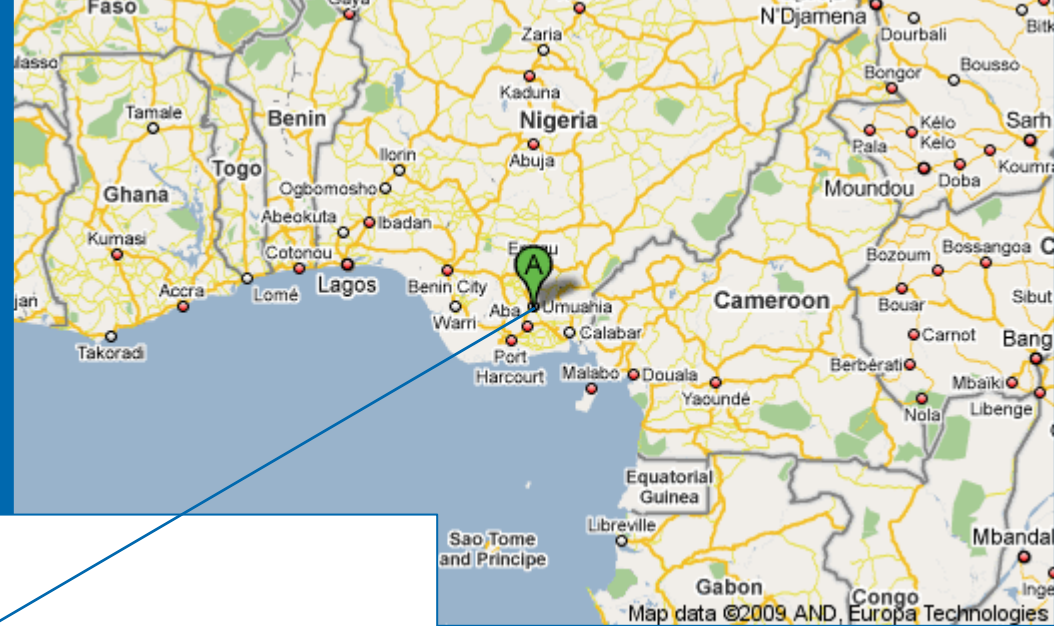 Faso
Gaya
N'Djamena
Dourbali
Zaria
Bongor
Bousso
Kaduna
Tamale
Benin
Nigeria
Kélo
Kelo
Sarh
Pala
Abuja
Ilorin
Togo
Doba
Ghana
Ogbomosho
Moundou
Abeokuta
Ibadan
Kumasi
Cotonou
Bozoum
Bossangoa
A
Accra
Lomé
Lagos
Benin City
Cameroon
Bouar
Sibut
Warri
Aba
Umuahia
Calabar
Carnot
Takoradi
Port
Harcourt
Malabo
Douala
Berbérati
Yaoundé
Mbaïki
Nola
Libenge
Equatorial
Guinea
Libreville
Sao Tome
and Principe
Gabon
Congo
Map data ©2009 AND, Europa Technologies